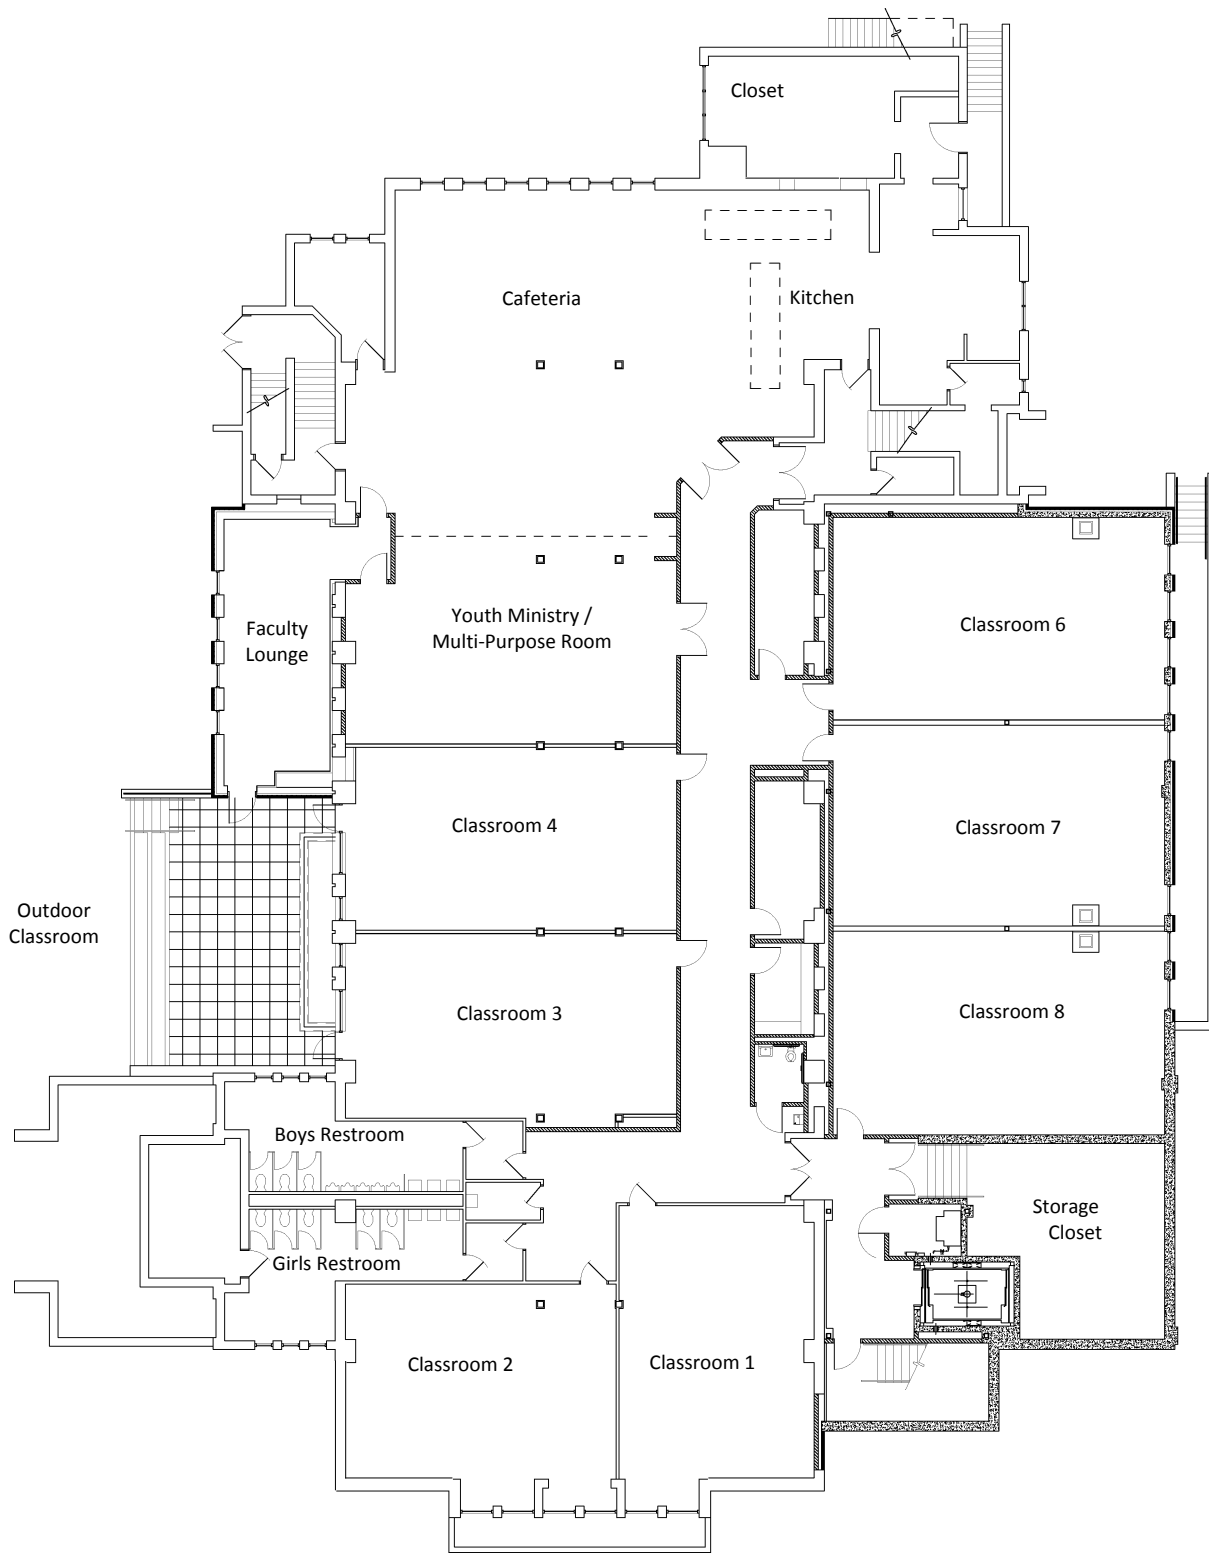 Closet
Cafeteria
Kitchen
Youth Ministry /
Multi-Purpose Room
Faculty
Lounge
Classroom 6
Classroom 4
Classroom 7
Outdoor
Classroom
Classroom 3
Classroom 8
Boys Restroom
Storage
Closet
Girls Restroom
Classroom 2
Classroom 1